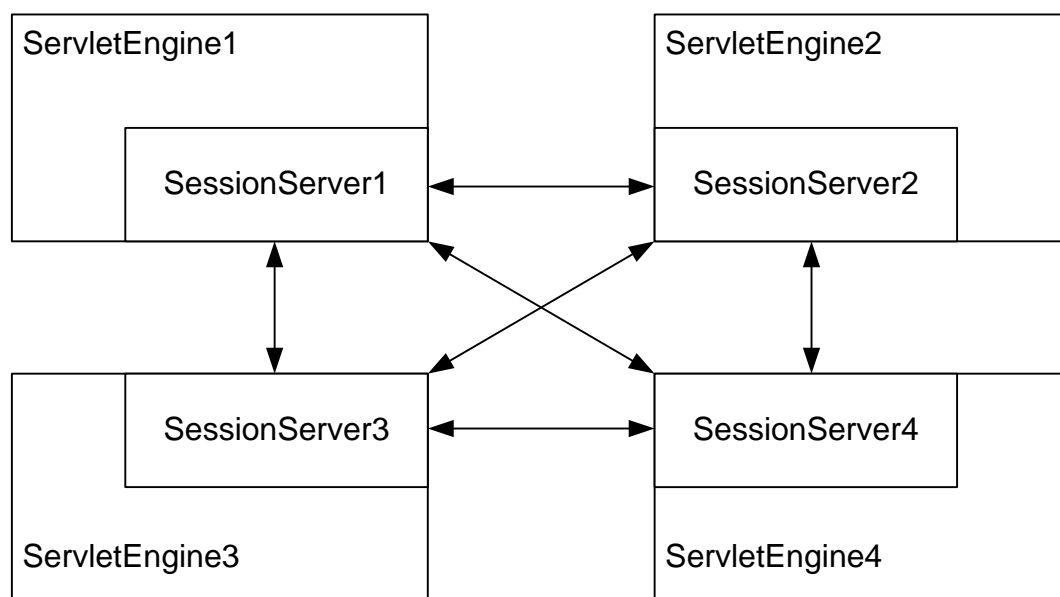 ServletEngine1
ServletEngine2
SessionServer1
SessionServer2
SessionServer3
SessionServer4
ServletEngine3
ServletEngine4